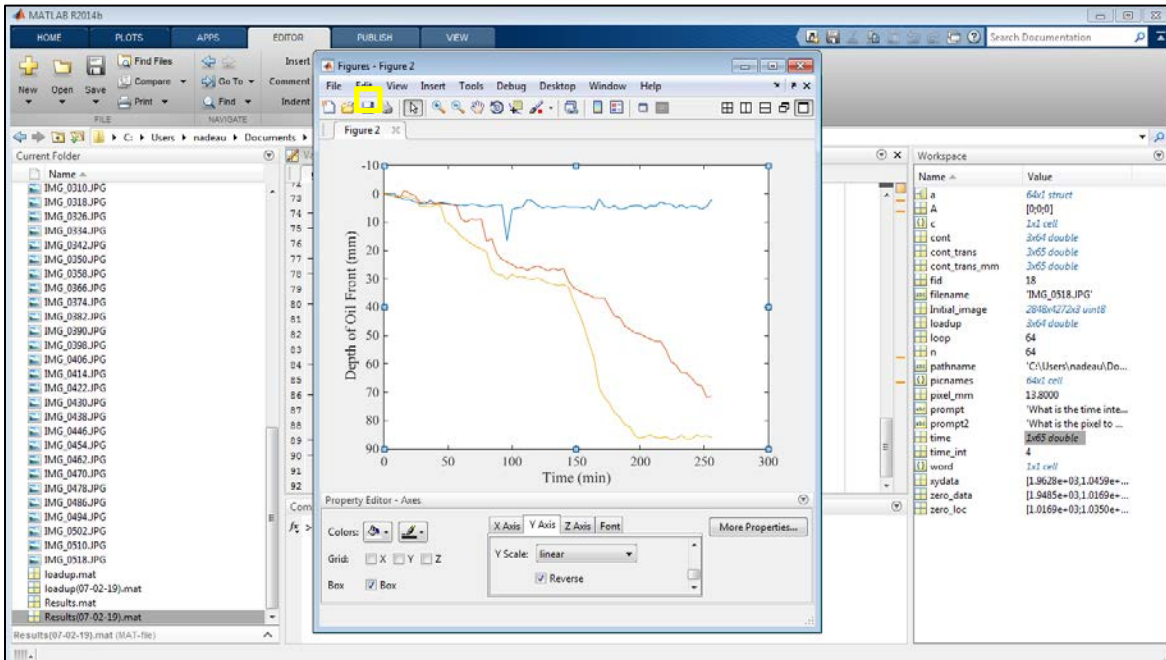 MATLAB R2014b
HOME PLOTS APPS EDITOR PUBLISH VIEW
Search Documentation
New Open Save
Find Files
Compare
Print
FILE
Go To
Find
NAVIGATE
Insert
Comment
Indent
C: Users nadeau Documents
Current Folder
Name
IMG_0310.JPG
IMG_0318.JPG
IMG_0326.JPG
IMG_0334.JPG
IMG_0342.JPG
IMG_0350.JPG
IMG_0358.JPG
IMG_0366.JPG
IMG_0374.JPG
IMG_0382.JPG
IMG_0390.JPG
IMG_0398.JPG
IMG_0406.JPG
IMG_0414.JPG
IMG_0422.JPG
IMG_0430.JPG
IMG_0438.JPG
IMG_0446.JPG
IMG_0454.JPG
IMG_0462.JPG
IMG_0470.JPG
IMG_0478.JPG
IMG_0486.JPG
IMG_0494.JPG
IMG_0502.JPG
IMG_0510.JPG
IMG_0518.JPG
loadup.mat
loadup(07-02-19).mat
Results.mat
Results(07-02-19).mat
Results(07-02-19).mat (MAT-file)
73
74
75
76
77
78
79
80
81
82
83
84
85
86
87
88
89
90
91
92
Com
fx >
Figures - Figure 2
File Edit View Insert Tools Debug Desktop Window Help
Figure 2
-10
0
10
20
30
40
50
60
70
80
90
Depth of Oil Front (mm)
0 50 100 150 200 250 300
Time (min)
Property Editor - Axes
Colors:
Grid: X Y Z
Box Box
X Axis Y Axis Z Axis Font
Y Scale: linear
Reverse
More Properties...
Workspace
Name Value
a 64x1 struct
A [0;0;0]
c 1x1 cell
cont 3x64 double
cont_trans 3x65 double
cont_trans_mm 3x65 double
fid 18
filename 'IMG_0518.JPG'
Initial_image 2848x4272x3 uint8
loadup 3x64 double
loop 64
n 64
pathname 'C:\Users\nadeau\Do...
picnames 64x1 cell
pixel_mm 13.8000
prompt 'What is the time inte...
prompt2 'What is the pixel to ...
time 1x65 double
time_int 4
word 1x1 cell
xydata [1.9628e+03;1.0459e+...
zero_data [1.9485e+03;1.0169e+...
zero_loc [1.0169e+03;1.0350e+...